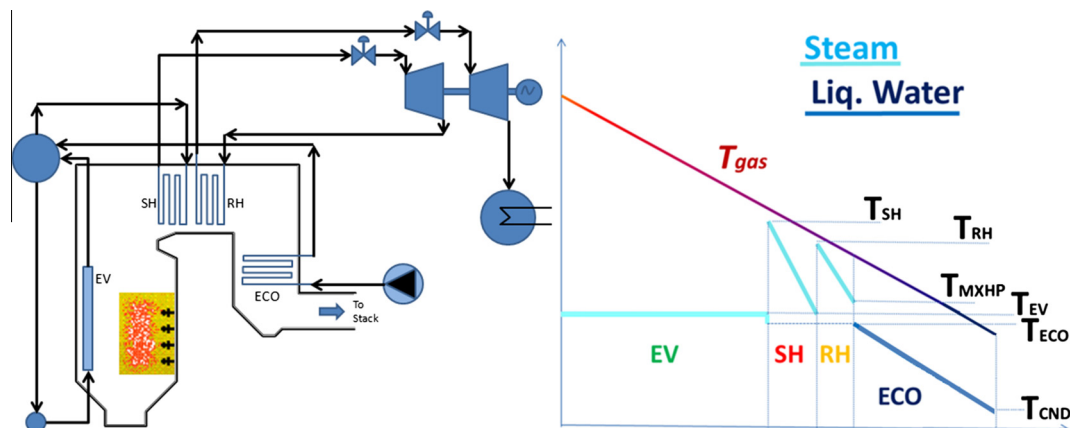 SH
RH
EV
ECO
To
Stack
Steam
Liq. Water
Tgas
TSH
TRH
TMXHP
TEV
TECO
TCND
EV
SH
RH
ECO